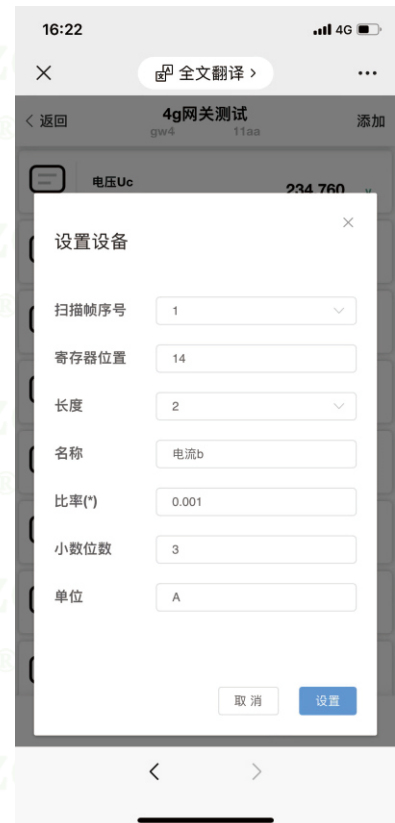 16:22
4G
全文翻译
返回
4g网关测试
添加
gw4 11aa
电压Uc
234.760 v
设置设备
扫描帧序号 1
寄存器位置 14
长度 2
名称 电流b
比率(*) 0.001
小数位数 3
单位 A
取 消 设置